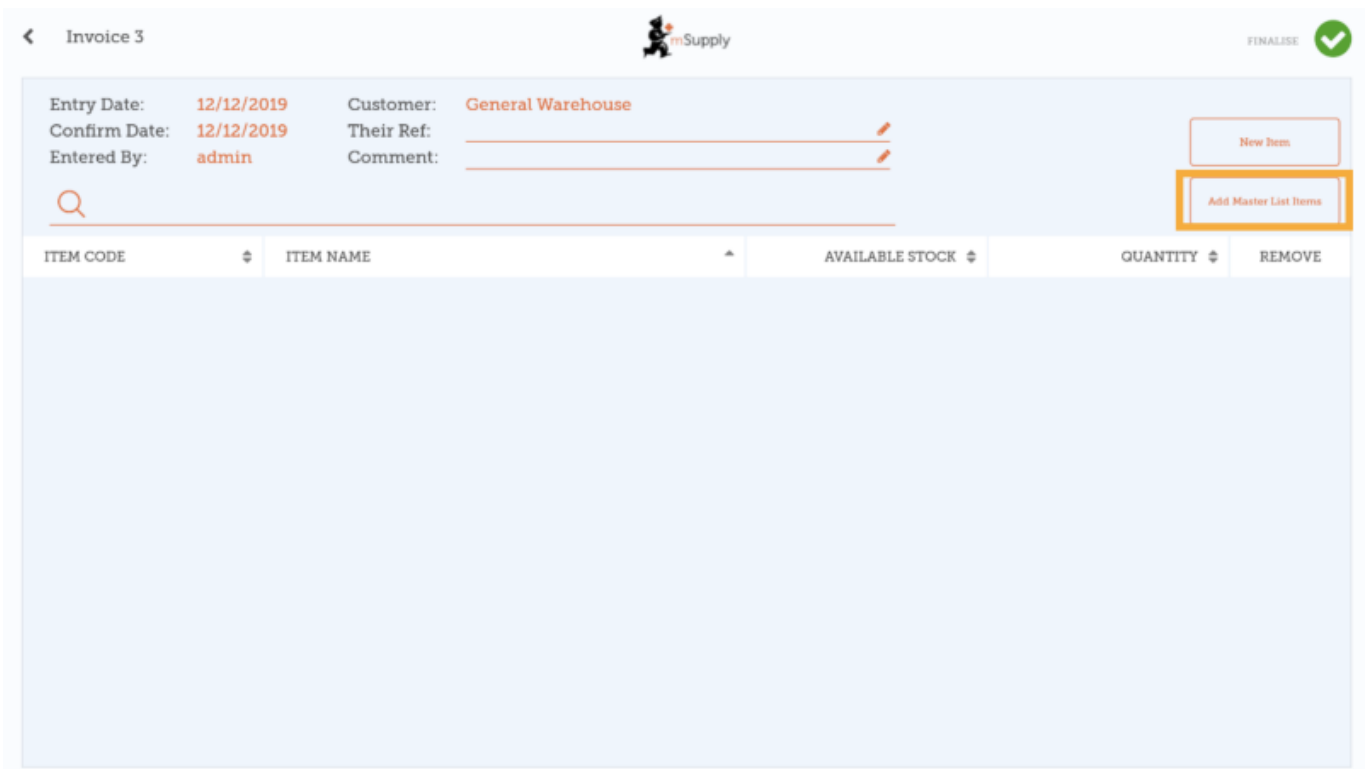 Invoice 3
mSupply
FINALISE
Entry Date: 12/12/2019 Customer: General Warehouse
Confirm Date: 12/12/2019 Their Ref:
Entered By: admin Comment:
New Item
Add Master List Items
ITEM CODE ITEM NAME AVAILABLE STOCK QUANTITY REMOVE